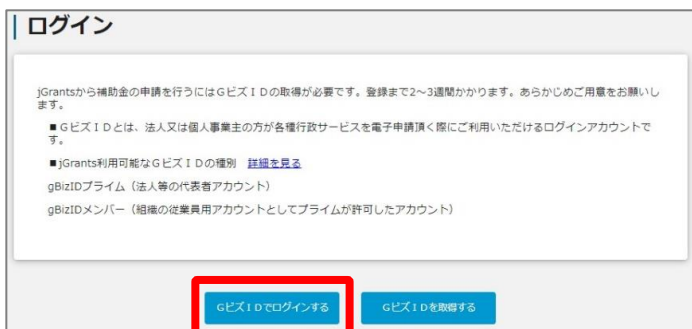 ログイン
jGrantsから補助金の申請を行うにはGビズIDの取得が必要です。登録まで2～3週間かかります。あらかじめご用意をお願いし
ます。
■GビズIDとは、法人又は個人事業主の方が各種行政サービスを電子申請頂く際にご利用いただけるログインアカウントで
す。
■jGrants利用可能なGビズIDの種別 詳細を見る
gBizIDプライム（法人等の代表者アカウント）
gBizIDメンバー（組織の従業員用アカウントとしてプライムが許可したアカウント）
GビズIDでログインする GビズIDを取得する